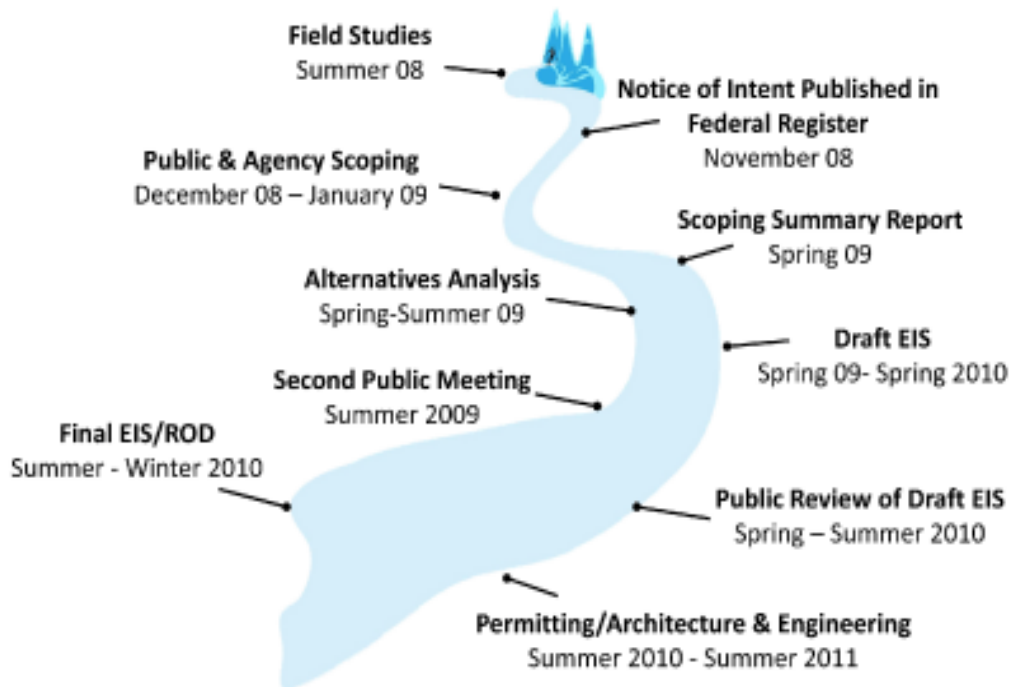 Field Studies
Summer 08
Notice of Intent Published in
Federal Register
November 08
Public & Agency Scoping
December 08 – January 09
Scoping Summary Report
Spring 09
Alternatives Analysis
Spring-Summer 09
Draft EIS
Spring 09- Spring 2010
Second Public Meeting
Summer 2009
Final EIS/ROD
Summer - Winter 2010
Public Review of Draft EIS
Spring – Summer 2010
Permitting/Architecture & Engineering
Summer 2010 - Summer 2011